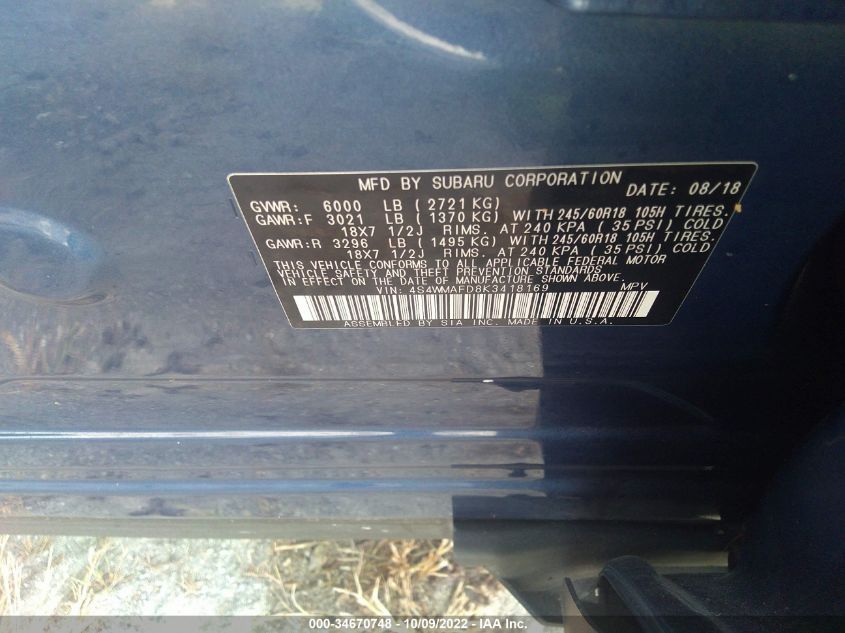 MFD BY SUBARU CORPORATION DATE: 08/18
GVWR: 6000 LB ( 2721 KG)
GAWR:F 3021 LB ( 1370 KG) WITH 245/60R18 105H TIRES.
18X7 1/2J RIMS. AT 240 KPA ( 35 PSI) COLD
GAWR:R 3296 LB ( 1495 KG) WITH 245/60R18 105H TIRES.
18X7 1/2J RIMS. AT 240 KPA ( 35 PSI) COLD
THIS VEHICLE CONFORMS TO ALL APPLICABLE FEDERAL MOTOR
VEHICLE SAFETY AND THEFT PREVENTION STANDARDS
IN EFFECT ON THE DATE OF MANUFACTURE SHOWN ABOVE.
VIN: 4S4WMAFD8K3418169 MPV
ASSEMBLED BY SIA INC. MADE IN U.S.A.
000-34670748 - 10/09/2022 - IAA Inc.